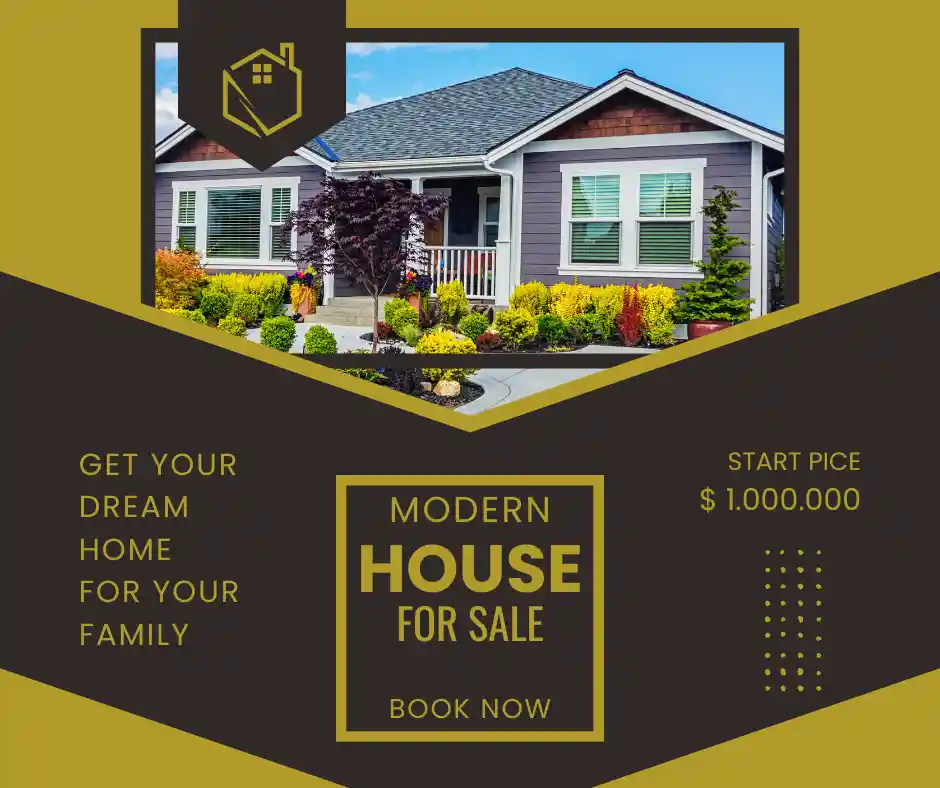 GET YOUR
DREAM
HOME
FOR YOUR
FAMILY
MODERN
HOUSE
FOR SALE
BOOK NOW
START PICE
$ 1.000.000